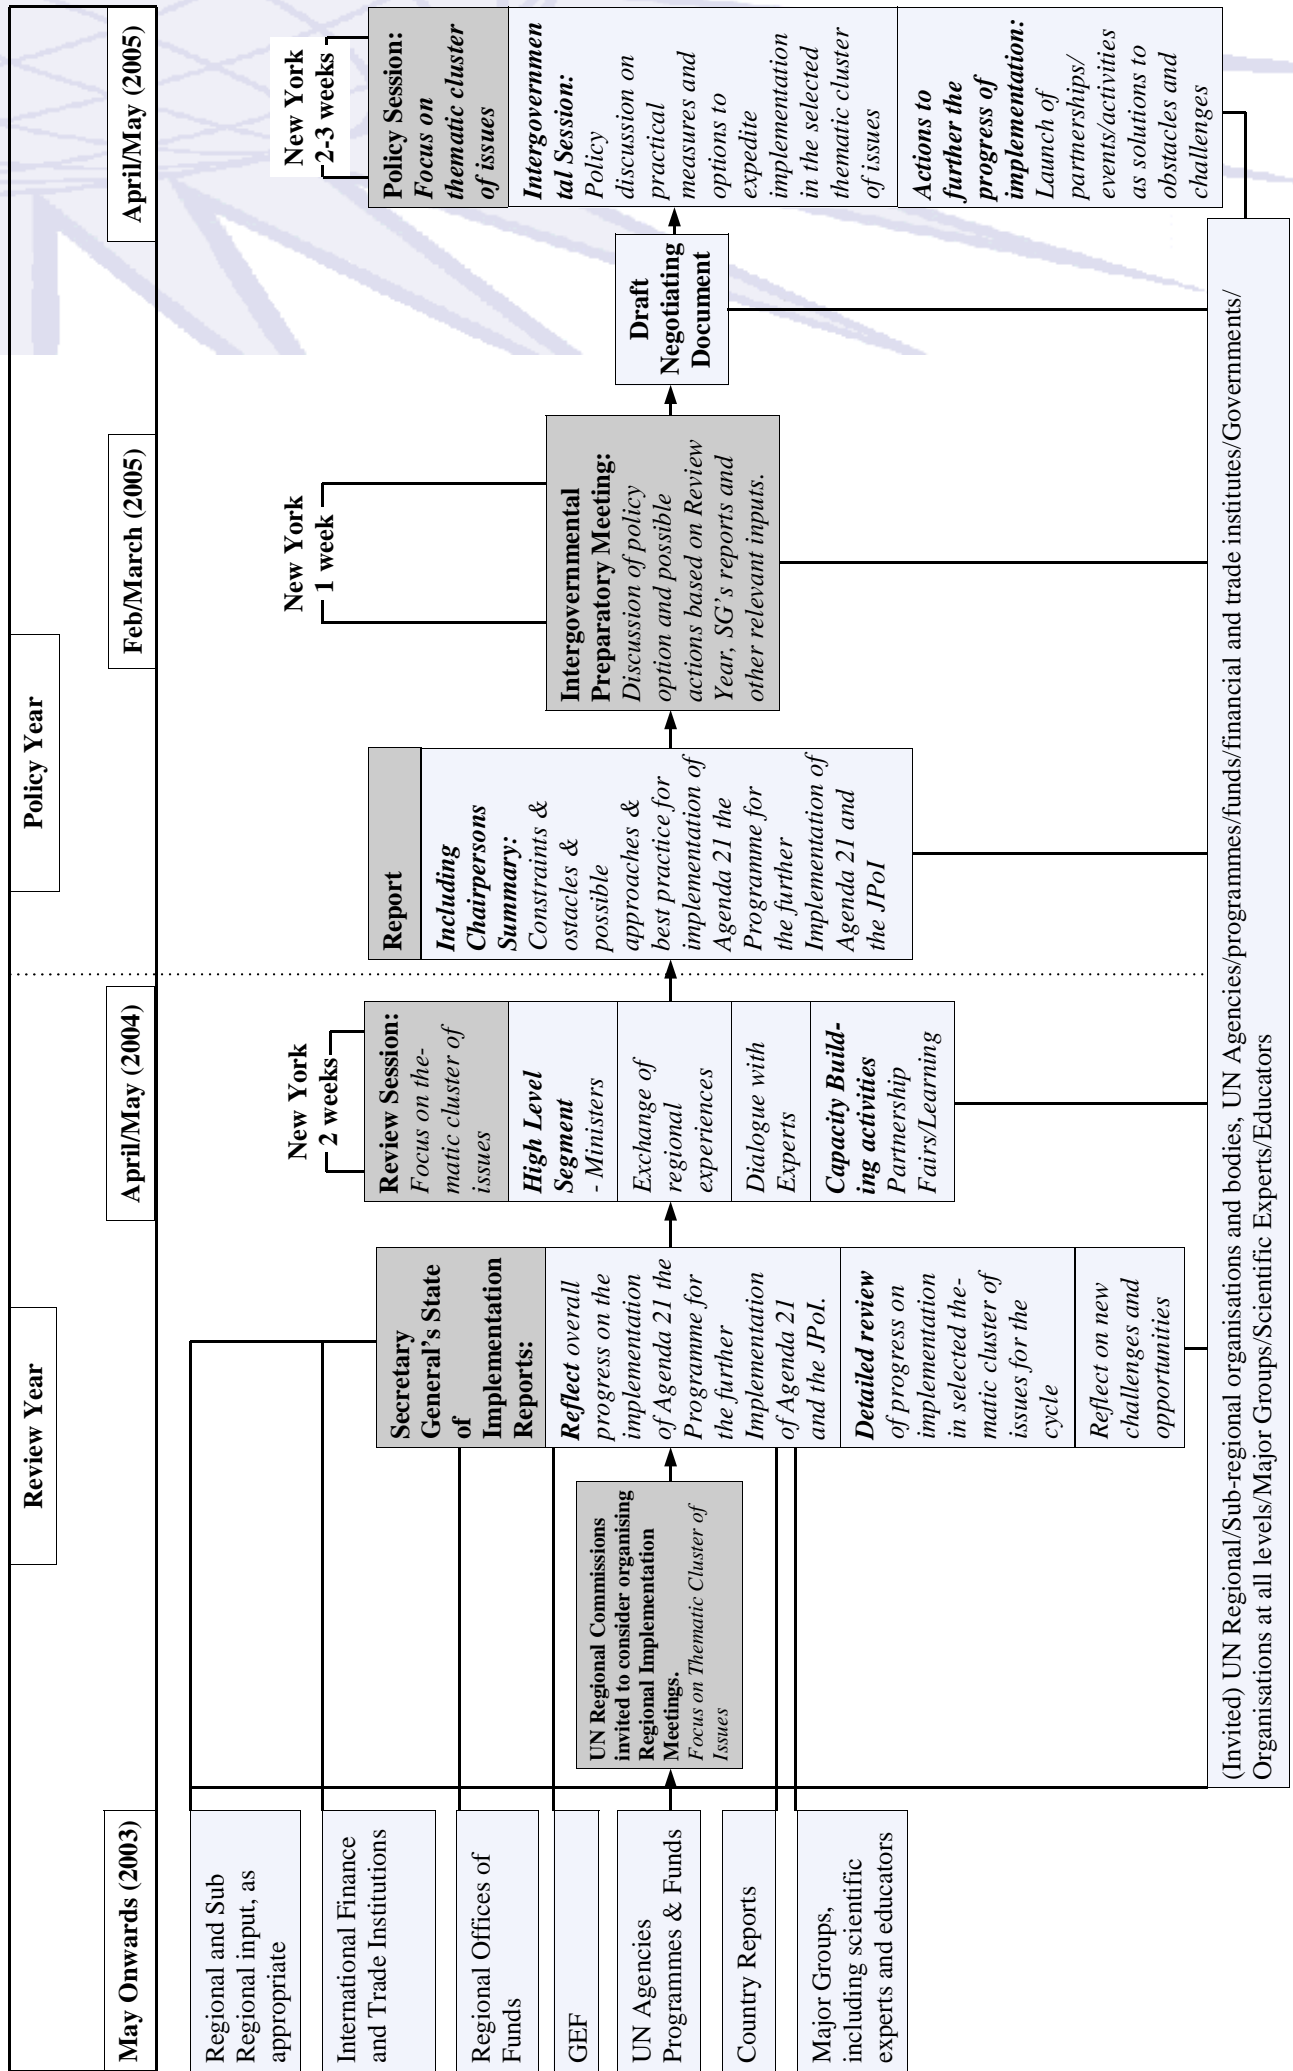 Review Year
Policy Year
May Onwards (2003)
April/May (2004)
Feb/March (2005)
April/May (2005)
Regional and Sub
Regional input, as
appropriate
International Finance
and Trade Institutions
Regional Offices of
Funds
GEF
UN Agencies
Programmes & Funds
Country Reports
Major Groups,
including scientific
experts and educators
UN Regional Commissions
invited to consider organising
Regional Implementation
Meetings.
Focus on Thematic Cluster of
Issues
Secretary
General's State
of
Implementation
Reports:
Reflect overall
progress on the
implementation
of Agenda 21 the
Programme for
the further
Implementation
of Agenda 21
and the JPoI.
Detailed review
of progress on
implementation
in selected the-
matic cluster of
issues for the
cycle
Reflect on new
challenges and
opportunities
New York
2 weeks
Review Session:
Focus on the-
matic cluster of
issues
High Level
Segment
- Ministers
Exchange of
regional
experiences
Dialogue with
Experts
Capacity Build-
ing activities
Partnership
Fairs/Learning
Report
Including
Chairpersons
Summary:
Constraints &
ostacles &
possible
approaches &
best practice for
implementation of
Agenda 21 the
Programme for
the further
Implementation of
Agenda 21 and
the JPoI
New York
1 week
Intergovernmental
Preparatory Meeting:
Discussion of policy
option and possible
actions based on Review
Year, SG's reports and
other relevant inputs.
Draft
Negotiating
Document
New York
2-3 weeks
Policy Session:
Focus on
thematic cluster
of issues
Intergovernmen
tal Session:
Policy
discussion on
practical
measures and
options to
expedite
implementation
in the selected
thematic cluster
of issues
Actions to
further the
progress of
implementation:
Launch of
partnerships/
events/activities
as solutions to
obstacles and
challenges
(Invited) UN Regional/Sub-regional organisations and bodies, UN Agencies/programmes/funds/financial and trade institutes/Governments/
Organisations at all levels/Major Groups/Scientific Experts/Educators